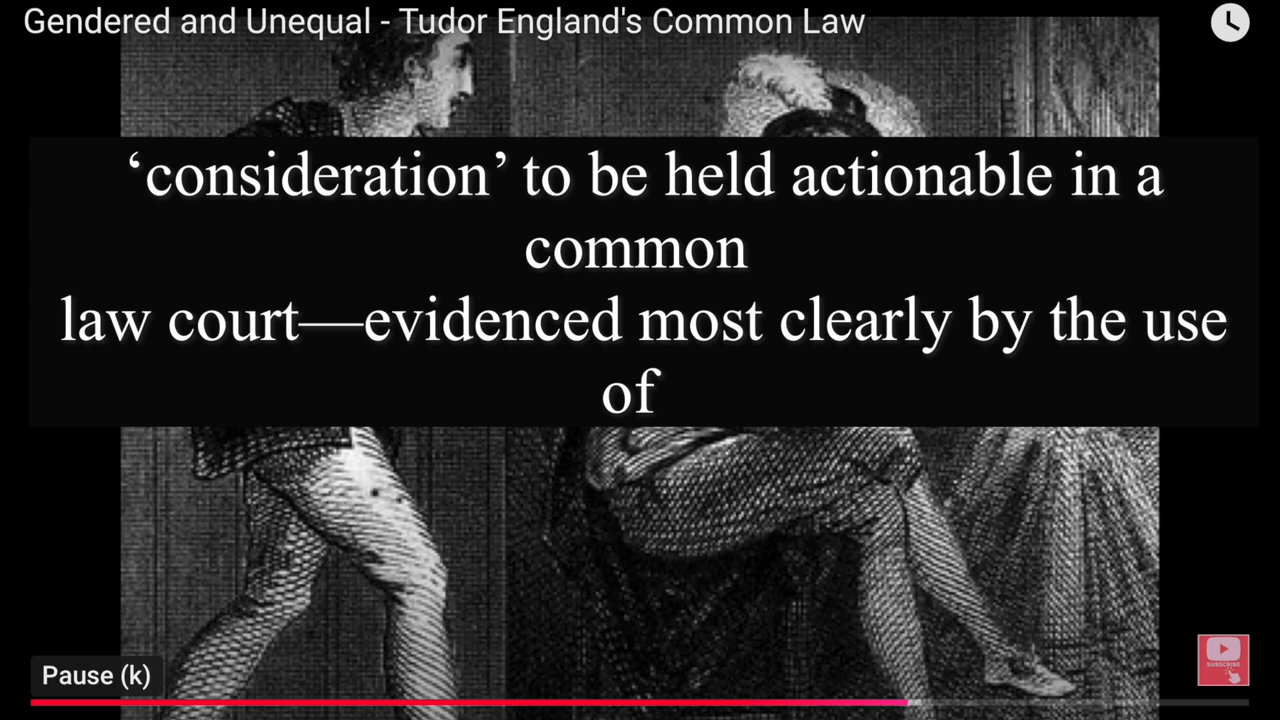 Gendered and Unequal - Tudor England's Common Law
‘consideration’ to be held actionable in a
common
law court—evidenced most clearly by the use
of
Pause (k)
SUBSCRIBE